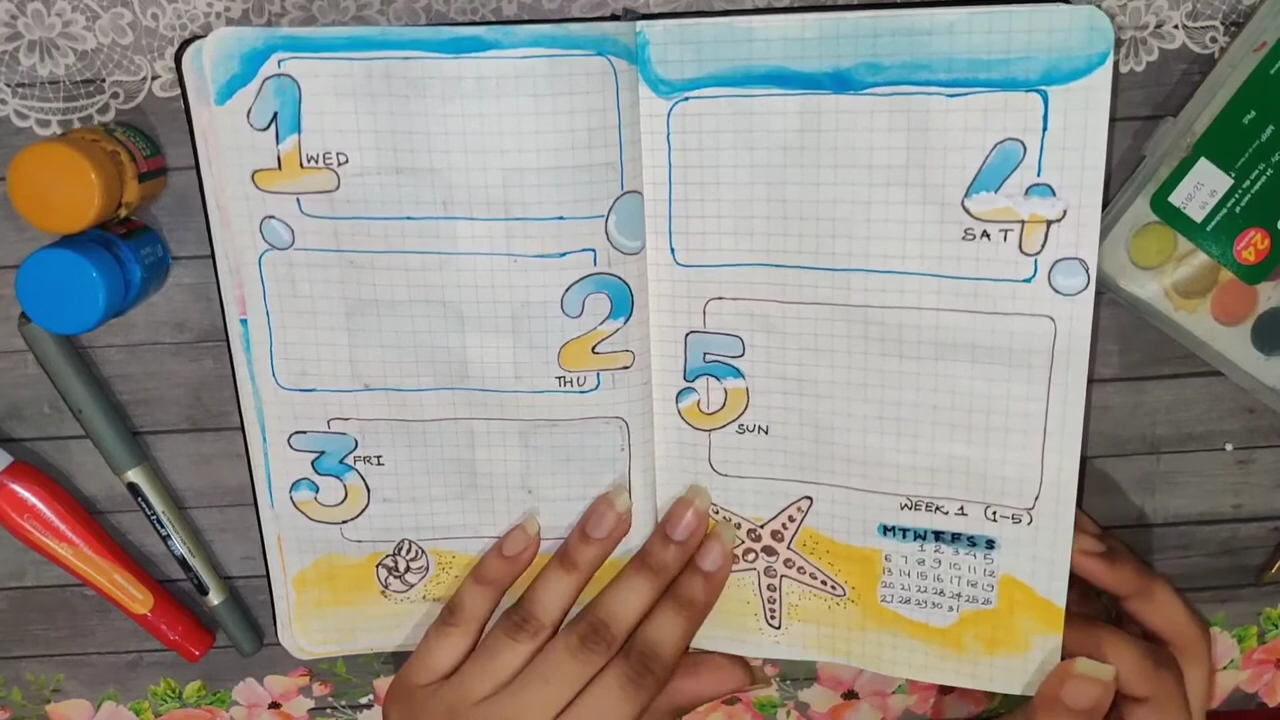 1
WED
2
THU
3
FRI
4
SAT
5
SUN
WEEK 1 (1-5)
M T W T F S S
1 2 3 4 5
6 7 8 9 10 11 12
13 14 15 16 17 18 19
20 21 22 23 24 25 26
27 28 29 30 31
24